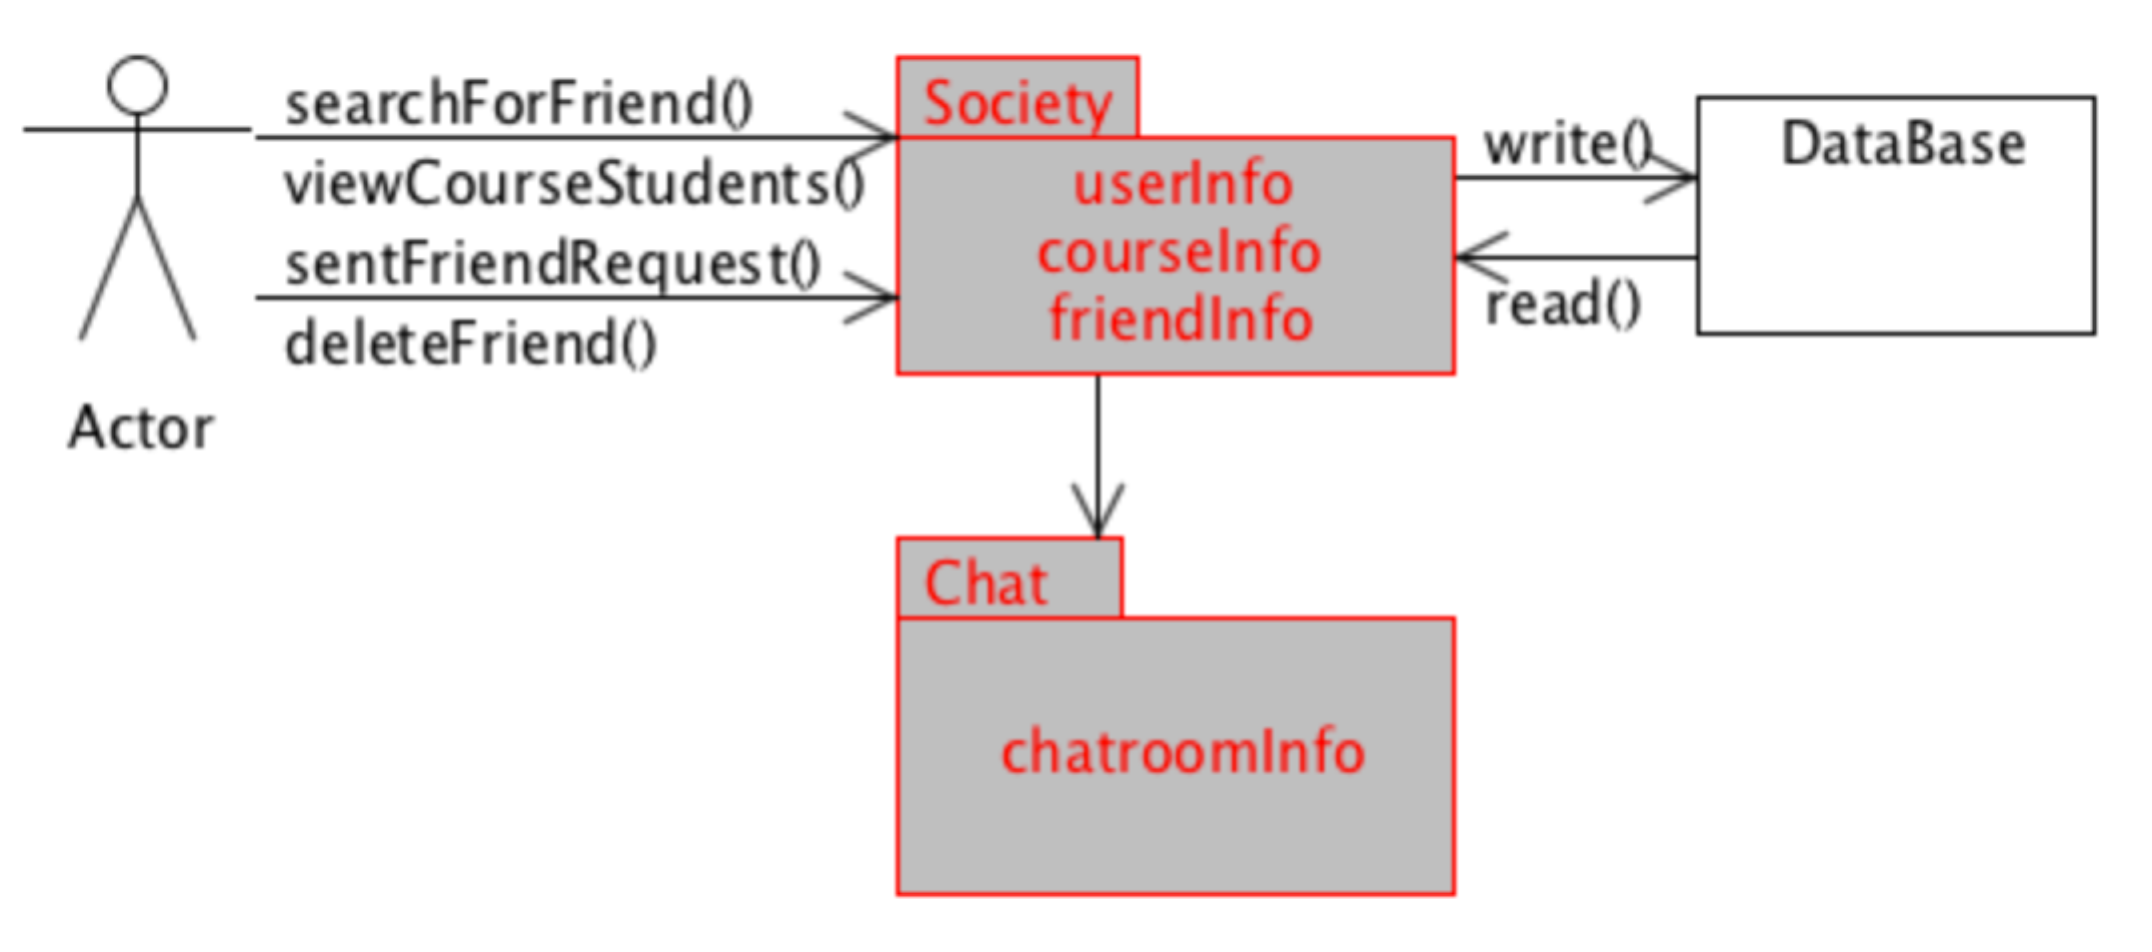 searchForFriend()
viewCourseStudents()
sentFriendRequest()
deleteFriend()
Actor
Society
userInfo
courseInfo
friendInfo
write()
read()
DataBase
Chat
chatroomInfo